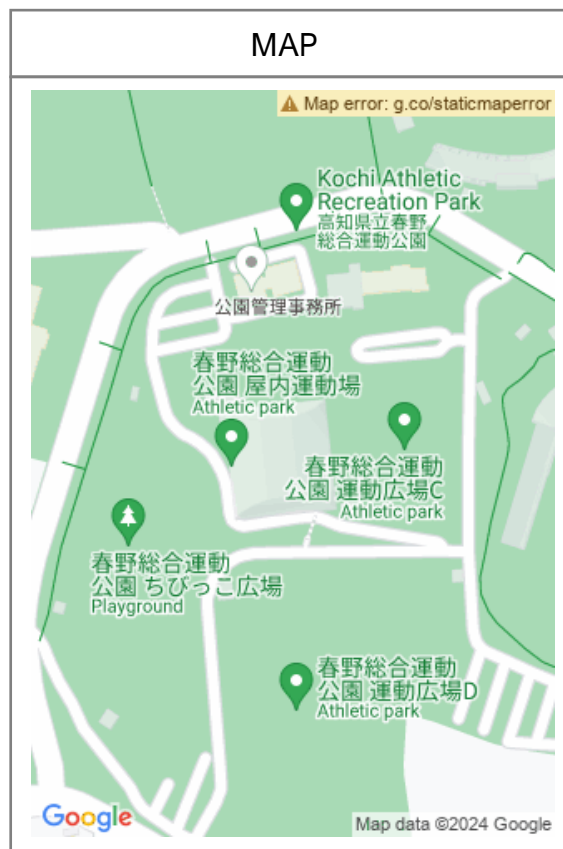 MAP
Map error: g.co/staticmaperror
Kochi Athletic
Recreation Park
高知県立春野
総合運動公園
公園管理事務所
春野総合運動
公園 屋内運動場
Athletic park
春野総合運動
公園 運動広場C
Athletic park
春野総合運動
公園 ちびっこ広場
Playground
春野総合運動
公園 運動広場D
Athletic park
Google
Map data ©2024 Google